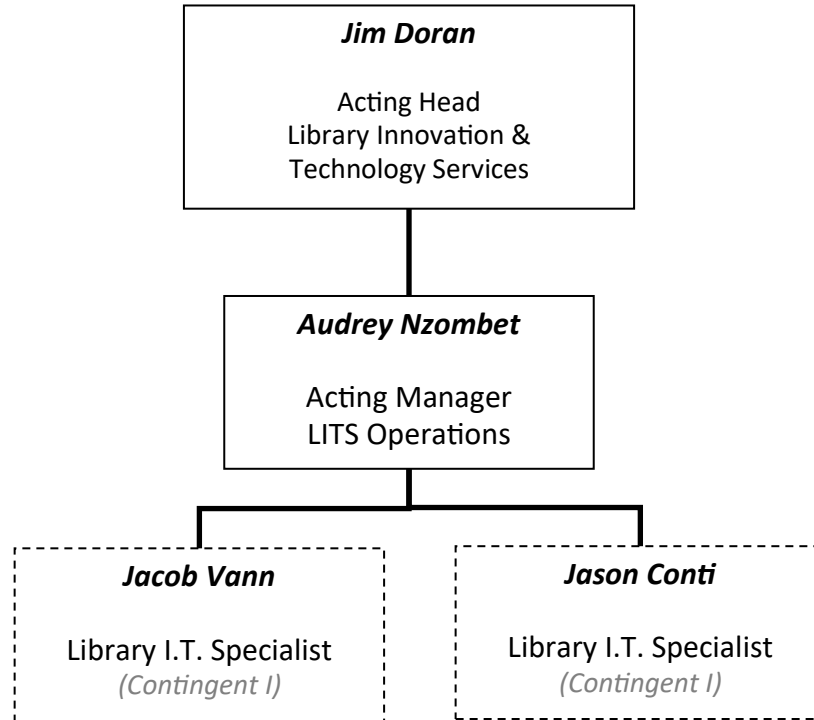 Jim Doran
Acting Head
Library Innovation &
Technology Services
Audrey Nzombet
Acting Manager
LITS Operations
Jacob Vann
Library I.T. Specialist
(Contingent I)
Jason Conti
Library I.T. Specialist
(Contingent I)